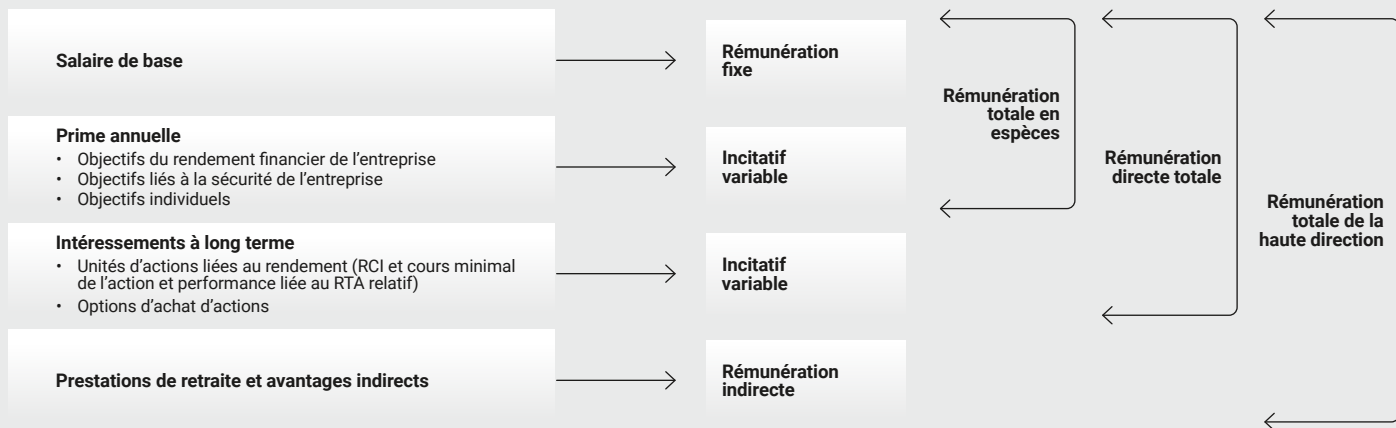 Salaire de base
Rémunération
fixe
Prime annuelle
• Objectifs du rendement financier de l’entreprise
• Objectifs liés à la sécurité de l’entreprise
• Objectifs individuels
Incitatif
variable
Intéressements à long terme
• Unités d’actions liées au rendement (RCI et cours minimal
de l’action et performance liée au RTA relatif)
• Options d’achat d’actions
Incitatif
variable
Prestations de retraite et avantages indirects
Rémunération
indirecte
Rémunération
totale en
espèces
Rémunération
directe totale
Rémunération
totale de la
haute direction